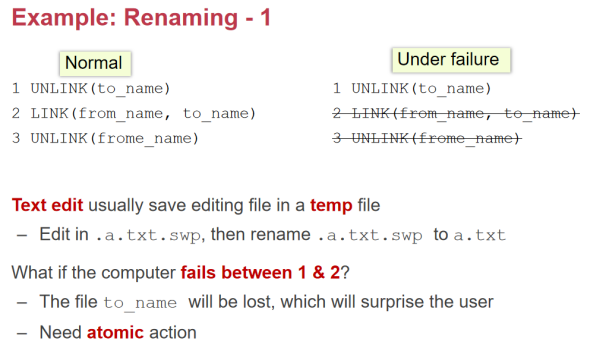 Example: Renaming - 1
Normal
1 UNLINK(to_name)
2 LINK(from_name, to_name)
3 UNLINK(frome_name)
Under failure
1 UNLINK(to_name)
2 LINK(from_name, to_name)
3 UNLINK(frome_name)
Text edit usually save editing file in a temp file
– Edit in .a.txt.swp, then rename .a.txt.swp to a.txt
What if the computer fails between 1 & 2?
– The file to_name will be lost, which will surprise the user
– Need atomic action